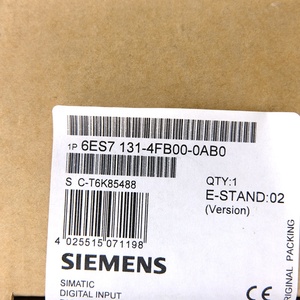 1P 6ES7 131-4FB00-0AB0
S C-T6K85488
QTY:1
E-STAND:02
(Version)
4 025515 071198
SIEMENS
SIMATIC
DIGITAL INPUT
CE
ORIGINAL PACKING